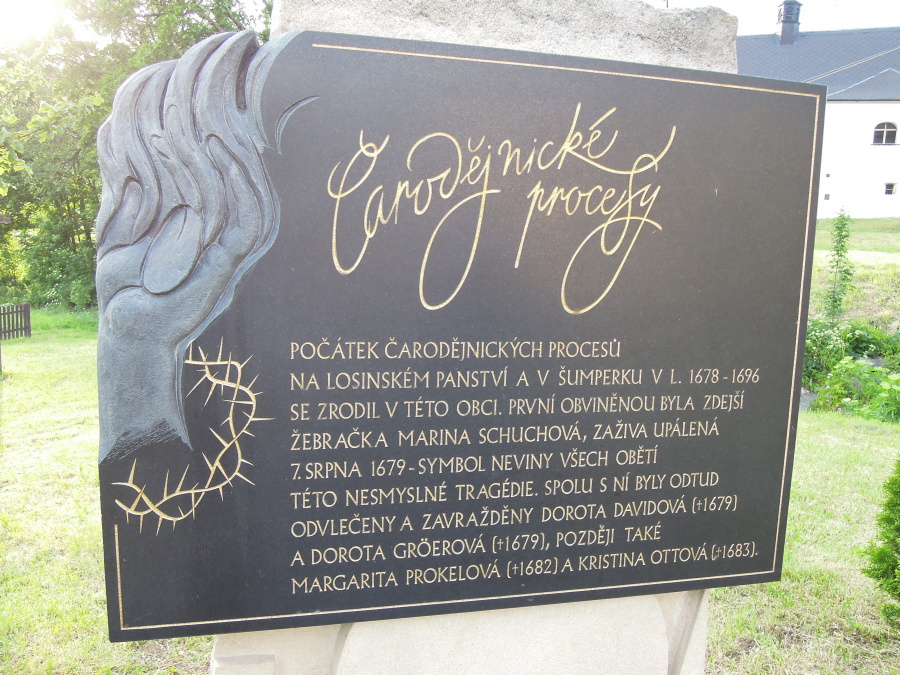 Čarodějnické
procesy
POČÁTEK ČARODĚJNICKÝCH PROCESŮ
NA LOSINSKÉM PANSTVÍ A V ŠUMPERKU V L. 1678-1696
SE ZRODIL V TÉTO OBCI. PRVNÍ OBVINĚNOU BYLA ZDEJŠÍ
ŽEBRAČKA MARINA SCHUCHOVÁ, ZAŽIVA UPÁLENÁ
7. SRPNA 1679-SYMBOL NEVINY VŠECH OBĚTÍ
TÉTO NESMYSLNÉ TRAGÉDIE. SPOLU S NÍ BYLY ODTUD
ODVLEČENY A ZAVRAŽDĚNY DOROTA DAVIDOVÁ (†1679)
A DOROTA GRÖEROVÁ (†1679), POZDĚJI TAKÉ
MARGARITA PROKELOVÁ (†1682) A KRISTINA OTTOVÁ (†1683).